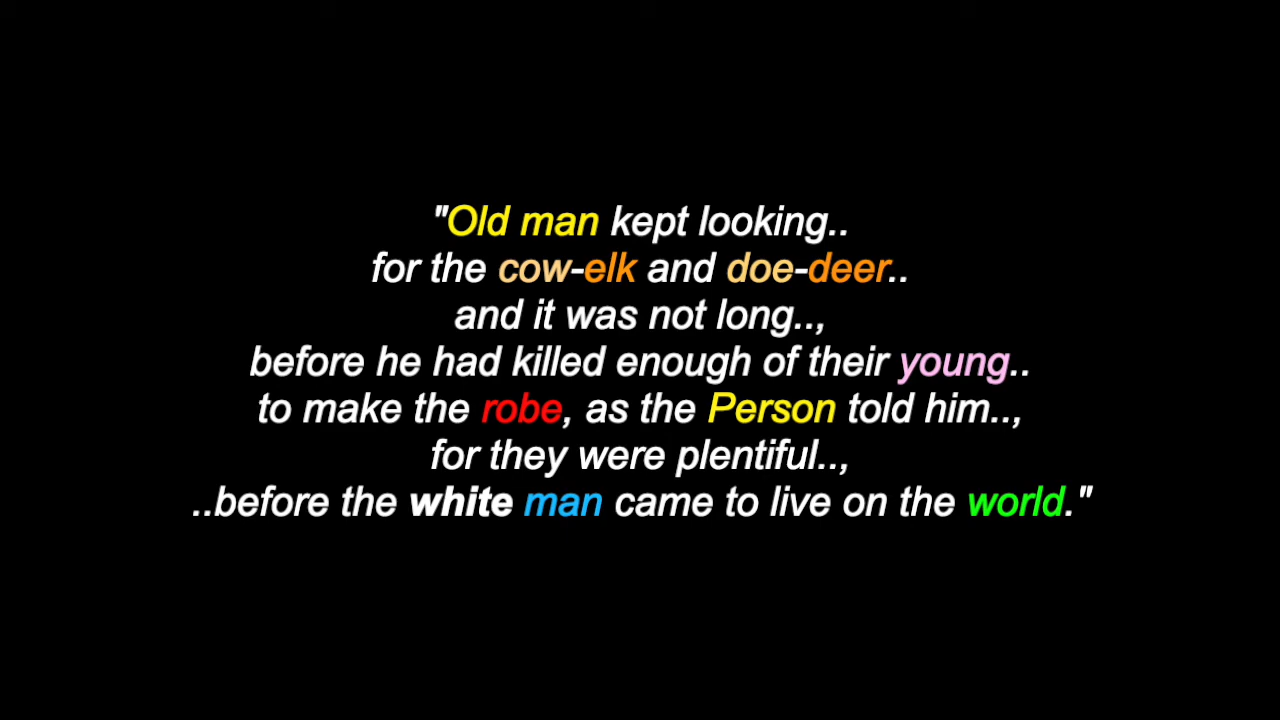 "Old man kept looking..
for the cow-elk and doe-deer..
and it was not long..,
before he had killed enough of their young..
to make the robe, as the Person told him..,
for they were plentiful..,
..before the white man came to live on the world."